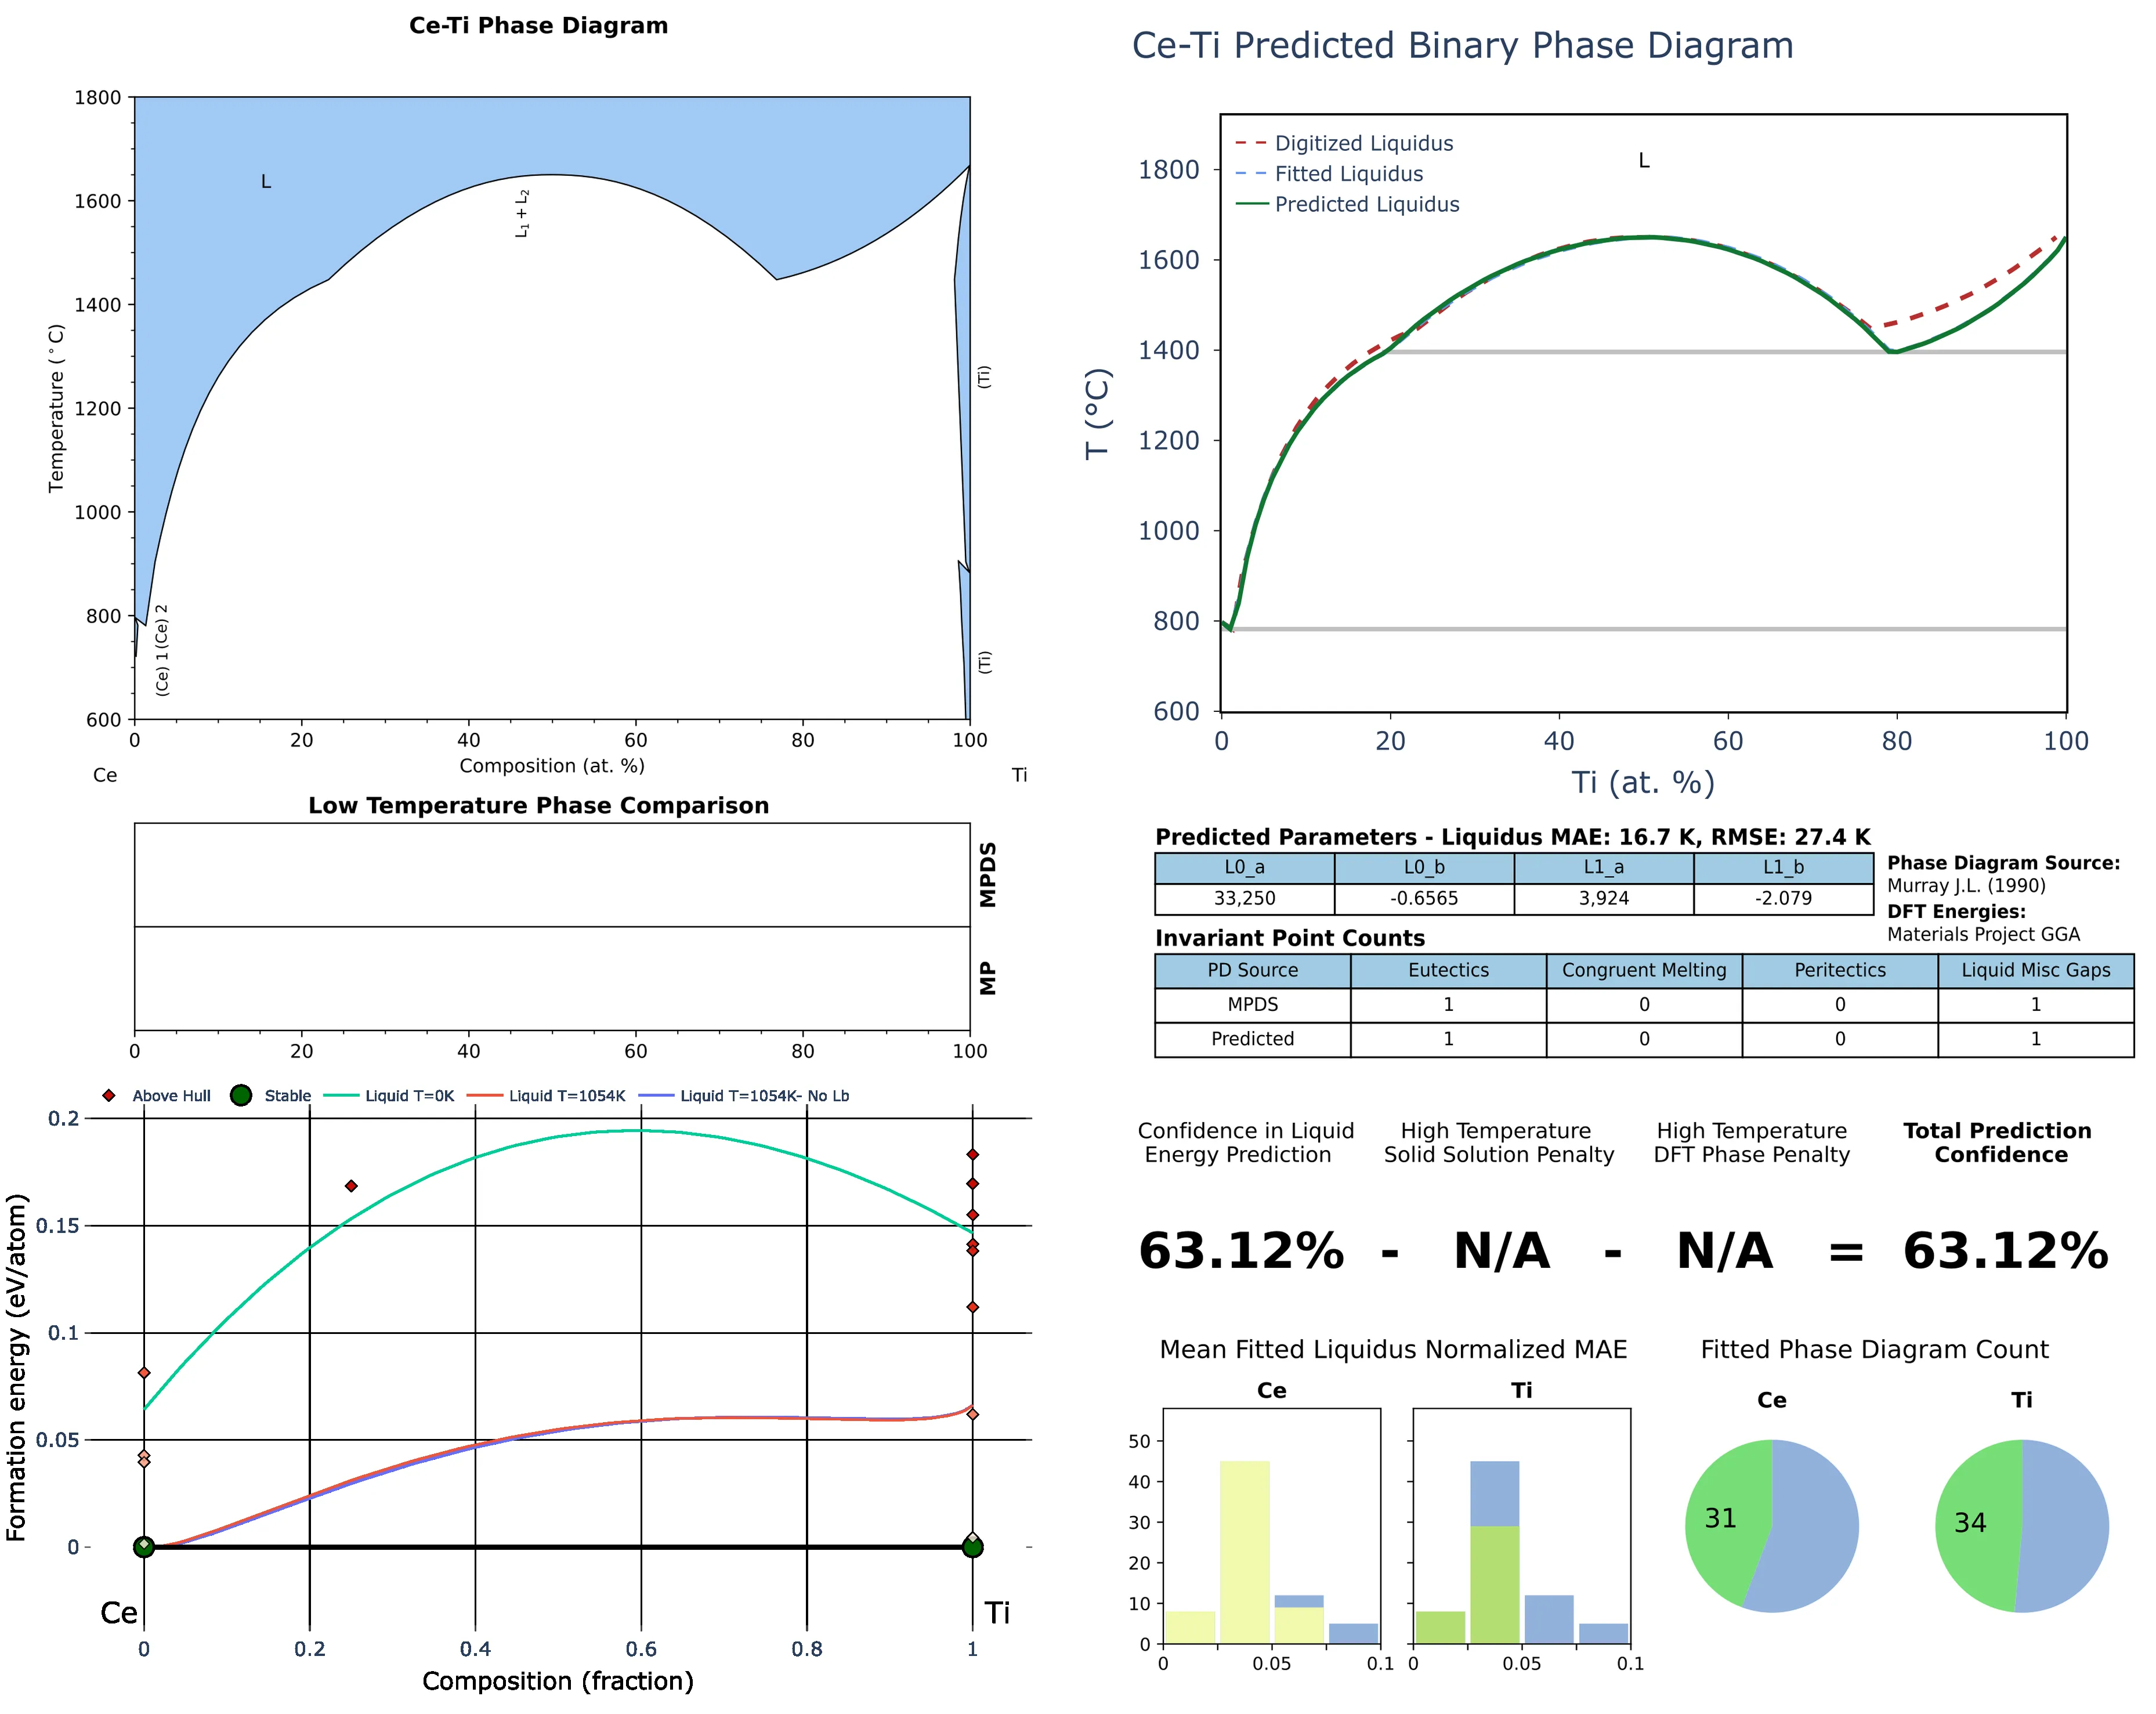 Ce-Ti Phase Diagram
1800
1600
1400
1200
1000
800
600
Temperature (°C)
L
L1 + L2
(Ti)
(Ti)
(Ce) 1 (Ce) 2
0 20 40 60 80 100
Composition (at. %)
Ce Ti
Low Temperature Phase Comparison
MPDS
MP
0 20 40 60 80 100
Above Hull Stable Liquid T=0K Liquid T=1054K Liquid T=1054K- No Lb
0.2
0.15
0.1
0.05
0
Formation energy (eV/atom)
Ce Ti
0 0.2 0.4 0.6 0.8 1
Composition (fraction)
Ce-Ti Predicted Binary Phase Diagram
Digitized Liquidus
Fitted Liquidus
Predicted Liquidus
L
1800
1600
1400
1200
1000
800
600
T (°C)
0 20 40 60 80 100
Ti (at. %)
Predicted Parameters - Liquidus MAE: 16.7 K, RMSE: 27.4 K
L0_a L0_b L1_a L1_b
33,250 -0.6565 3,924 -2.079
Phase Diagram Source:
Murray J.L. (1990)
DFT Energies:
Materials Project GGA
Invariant Point Counts
PD Source Eutectics Congruent Melting Peritectics Liquid Misc Gaps
MPDS 1 0 0 1
Predicted 1 0 0 1
Confidence in Liquid
Energy Prediction
High Temperature
Solid Solution Penalty
High Temperature
DFT Phase Penalty
Total Prediction
Confidence
63.12% - N/A - N/A = 63.12%
Mean Fitted Liquidus Normalized MAE
Ce Ti
50
40
30
20
10
0
0 0.05 0.1
0 0.05 0.1
Fitted Phase Diagram Count
Ce Ti
31 34